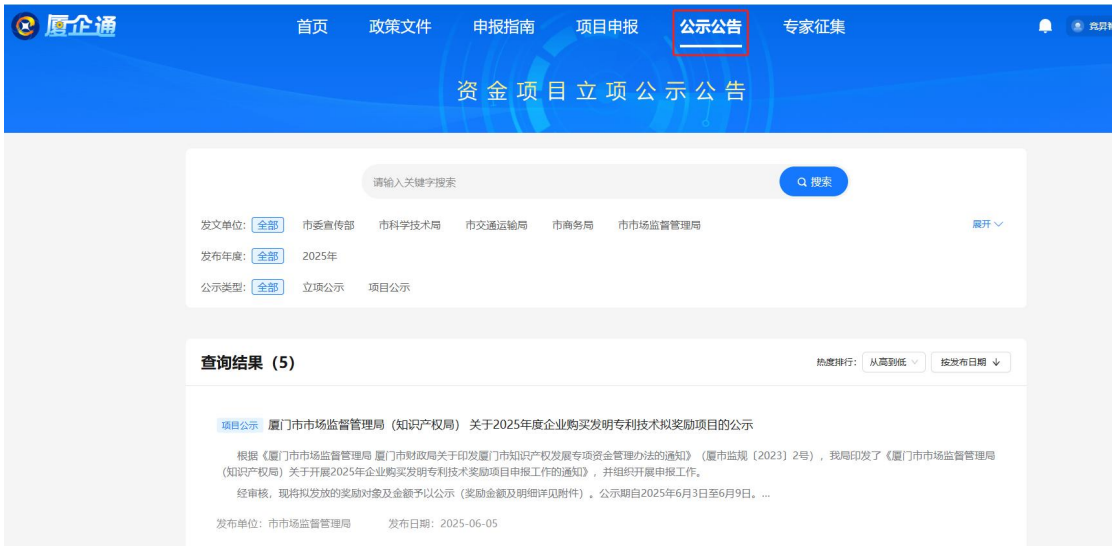 厦企通 首页 政策文件 申报指南 项目申报 公示公告 专家征集
资金项目立项公示公告
请输入关键字搜索 搜索
发文单位: 全部 市委宣传部 市科学技术局 市交通运输局 市商务局 市市场监督管理局 展开
发布年度: 全部 2025年
公示类型: 全部 立项公示 项目公示
查询结果（5） 热度排行: 从高到低 按发布日期
项目公示 厦门市市场监督管理局（知识产权局） 关于2025年度企业购买发明专利技术拟奖励项目的公示
根据《厦门市市场监督管理局 厦门市财政局关于印发厦门市知识产权发展专项资金管理办法的通知》（厦市监规〔2023〕2号），我局印发了《厦门市市场监督管理局
（知识产权局）关于开展2025年企业购买发明专利技术奖励项目申报工作的通知》，并组织开展申报工作。
经审核，现将拟发放的奖励对象及金额予以公示（奖励金额及明细详见附件）。公示期自2025年6月3日至6月9日。...
发布单位: 市市场监督管理局 发布日期: 2025-06-05